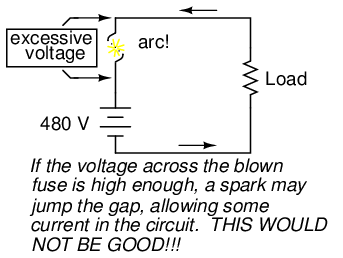 excessive
voltage
arc!
Load
480 V
If the voltage across the blown
fuse is high enough, a spark may
jump the gap, allowing some
current in the circuit.  THIS WOULD
NOT BE GOOD!!!